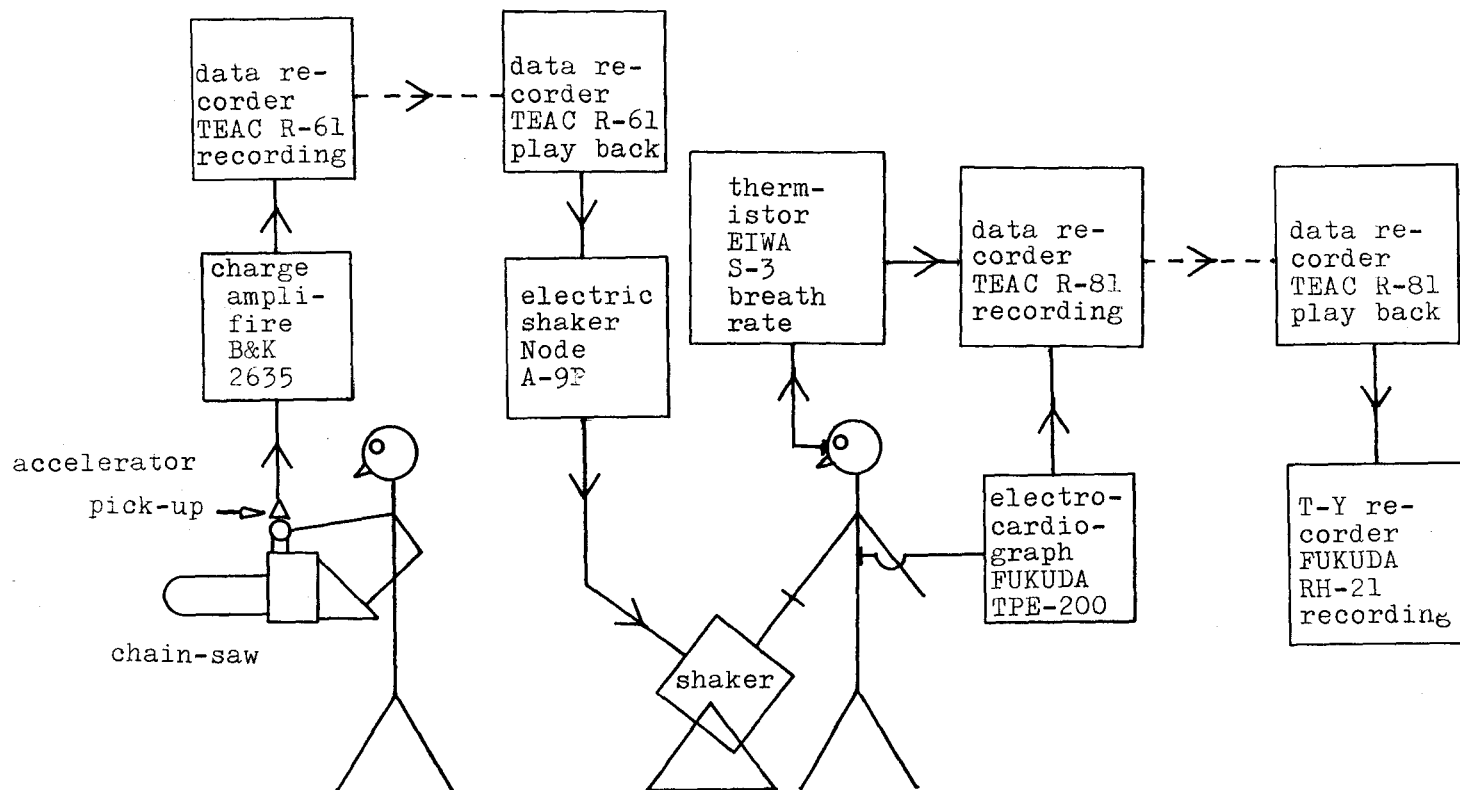 data re-
corder
TEAC R-61
recording
data re-
corder
TEAC R-61
play back
charge
ampli-
fire
B&K
2635
electric
shaker
Node
A-9P
therm-
istor
EIWA
S-3
breath
rate
data re-
corder
TEAC R-81
recording
data re-
corder
TEAC R-81
play back
accelerator
pick-up
chain-saw
shaker
electro-
cardio-
graph
FUKUDA
TPE-200
T-Y re-
corder
FUKUDA
RH-21
recording